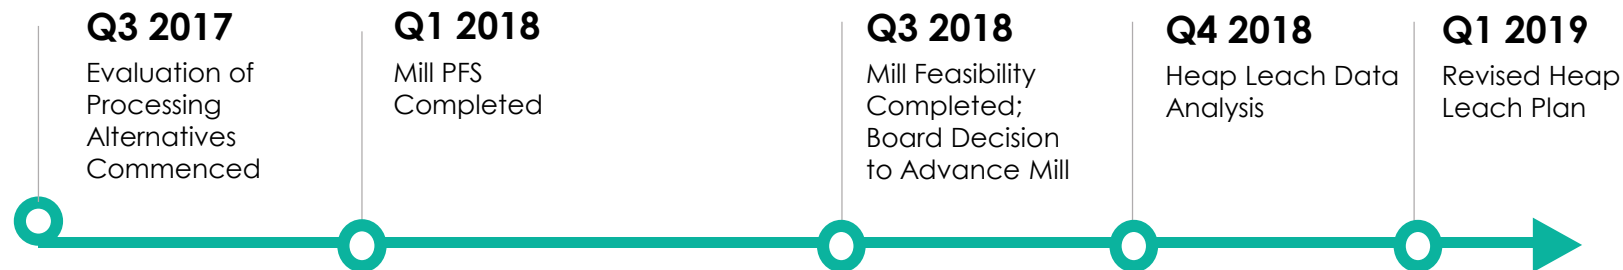 Q3 2017
Evaluation of
Processing
Alternatives
Commenced
Q1 2018
Mill PFS
Completed
Q3 2018
Mill Feasibility
Completed;
Board Decision
to Advance Mill
Q4 2018
Heap Leach Data
Analysis
Q1 2019
Revised Heap
Leach Plan